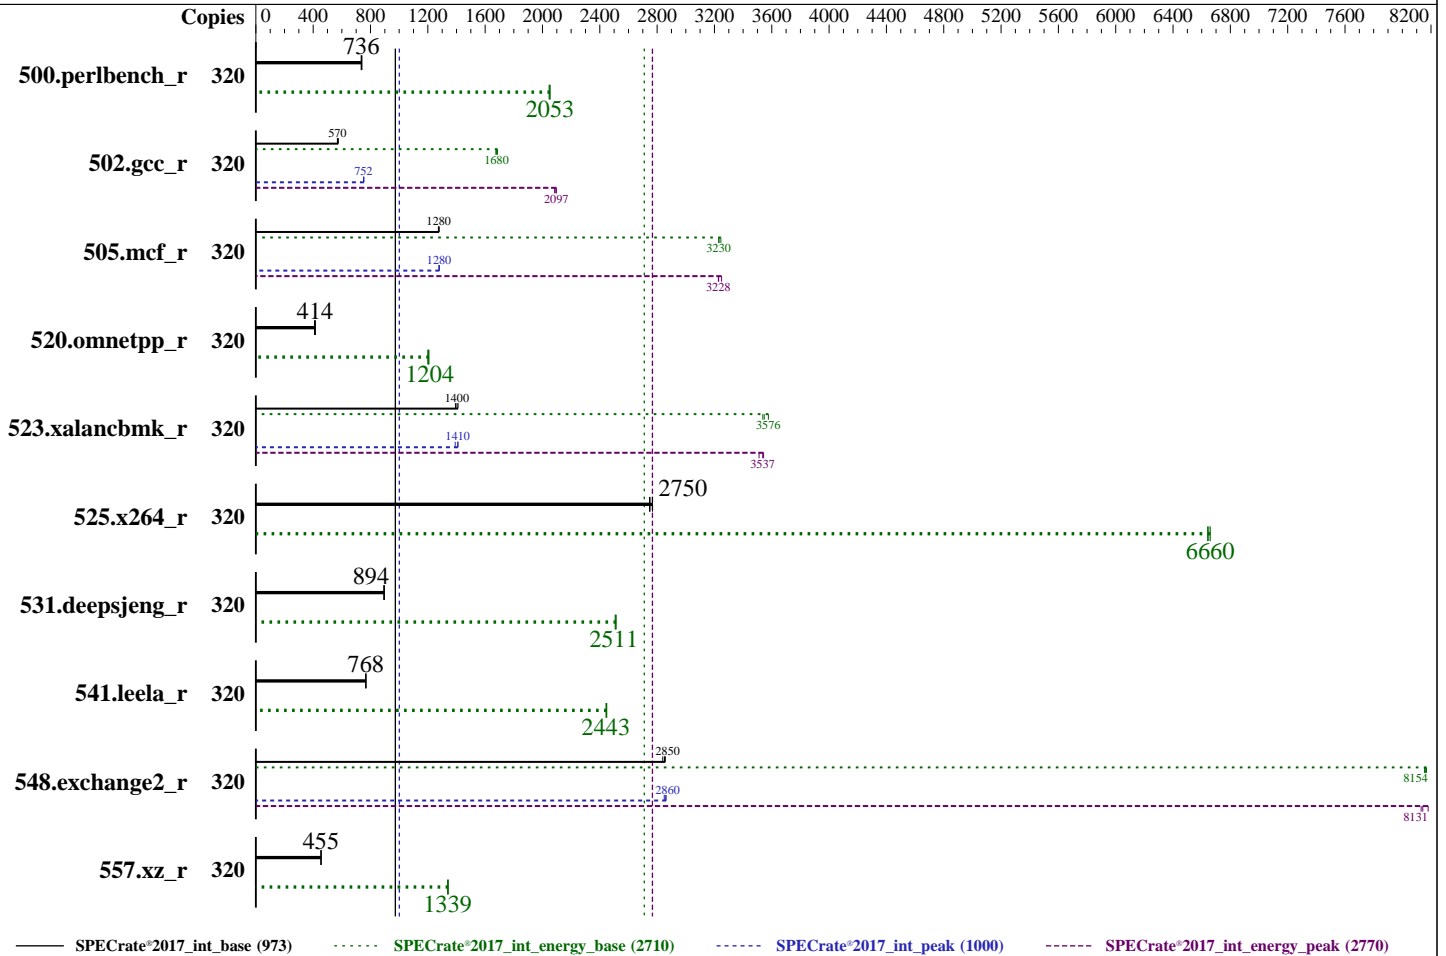 Copies 0 400 800 1200 1600 2000 2400 2800 3200 3600 4000 4400 4800 5200 5600 6000 6400 6800 7200 7600 8200
736
500.perlbench_r 320
2053
570
1680
502.gcc_r 320
752
2097
1280
3230
505.mcf_r 320
1280
3228
414
520.omnetpp_r 320
1204
1400
3576
523.xalancbmk_r 320
1410
3537
2750
525.x264_r 320
6660
894
531.deepsjeng_r 320
2511
768
541.leela_r 320
2443
2850
8154
548.exchange2_r 320
2860
8131
455
557.xz_r 320
1339
SPECrate®2017_int_base (973) SPECrate®2017_int_energy_base (2710) SPECrate®2017_int_peak (1000) SPECrate®2017_int_energy_peak (2770)